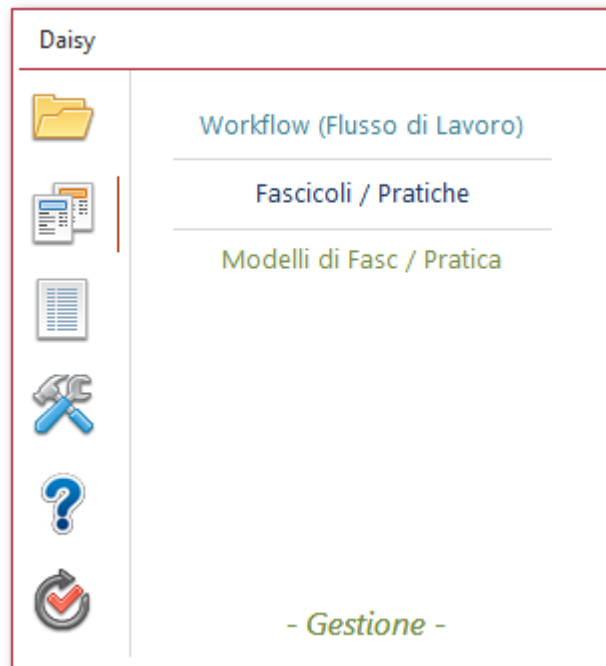 Daisy
Workflow (Flusso di Lavoro)
Fascicoli / Pratiche
Modelli di Fasc / Pratica
- Gestione -